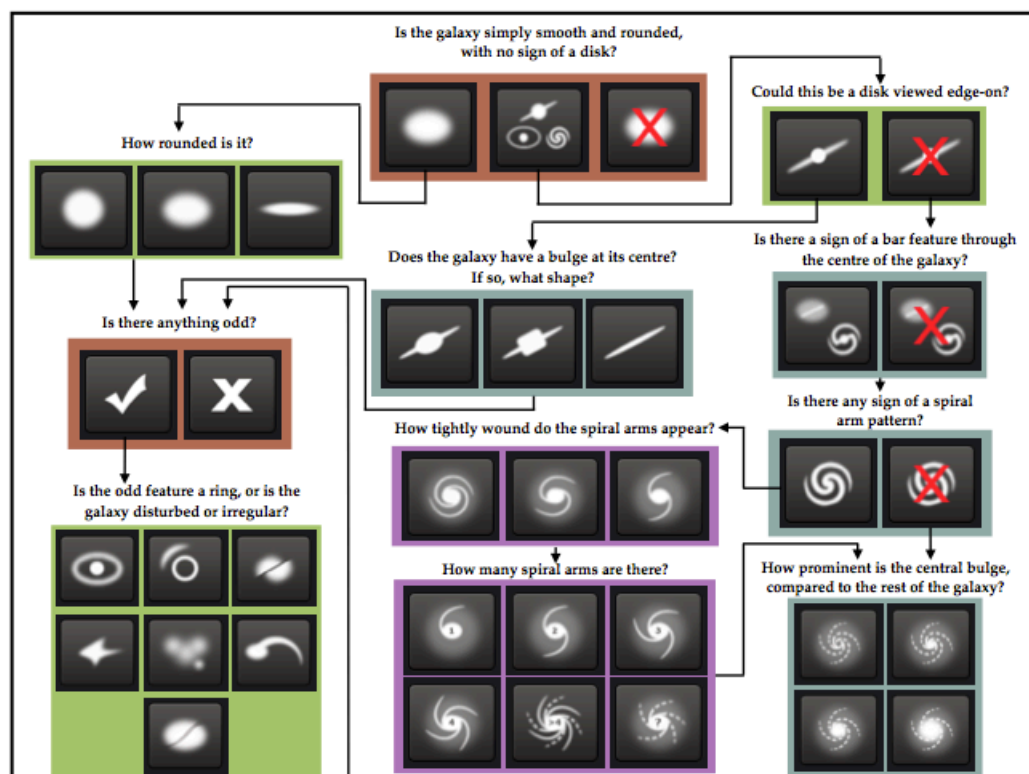 Is the galaxy simply smooth and rounded,
with no sign of a disk?
Could this be a disk viewed edge-on?
How rounded is it?
Does the galaxy have a bulge at its centre?
If so, what shape?
Is there a sign of a bar feature through
the centre of the galaxy?
Is there anything odd?
Is there any sign of a spiral
arm pattern?
How tightly wound do the spiral arms appear?
Is the odd feature a ring, or is the
galaxy disturbed or irregular?
How many spiral arms are there?
1
2
3
4
?
How prominent is the central bulge,
compared to the rest of the galaxy?